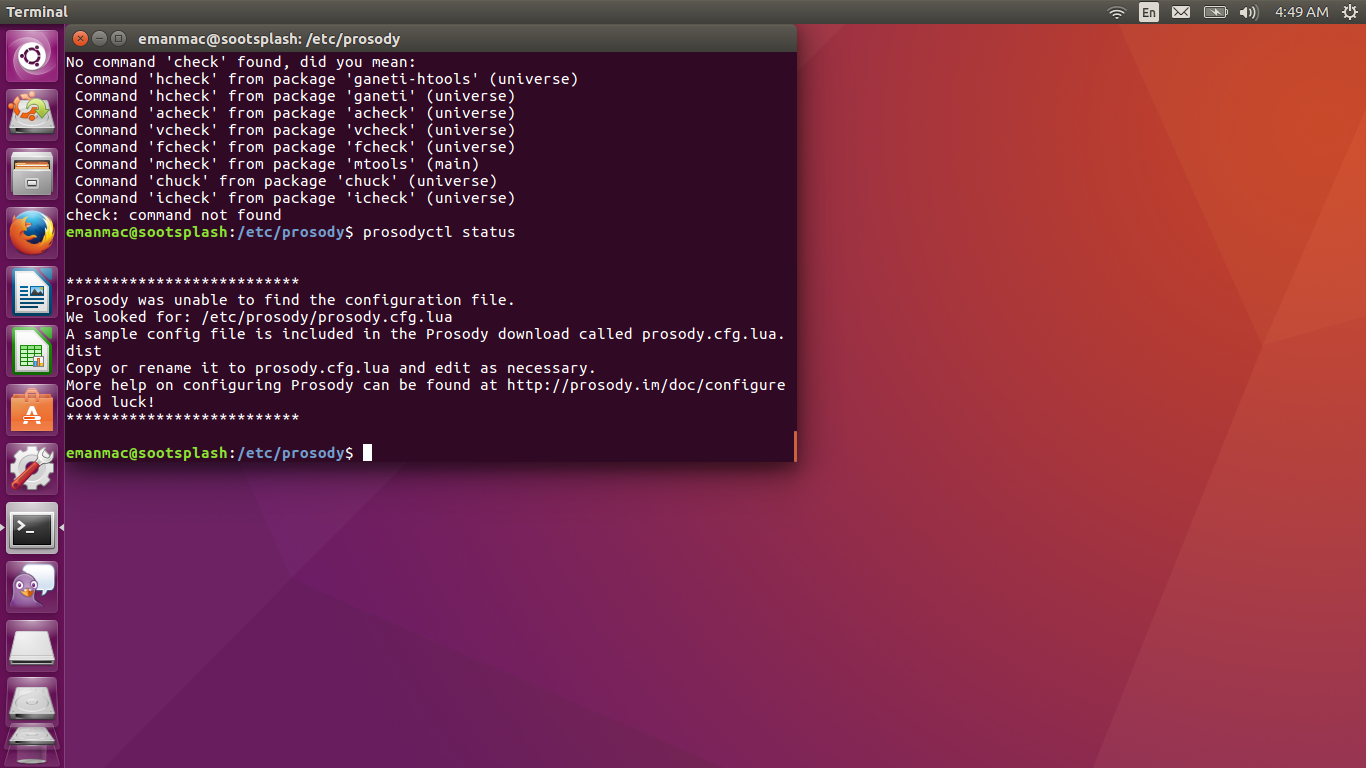 Terminal
En
4:49 AM
emanmac@sootsplash: /etc/prosody
No command 'check' found, did you mean:
 Command 'hcheck' from package 'ganeti-htools' (universe)
 Command 'hcheck' from package 'ganeti' (universe)
 Command 'acheck' from package 'acheck' (universe)
 Command 'vcheck' from package 'vcheck' (universe)
 Command 'fcheck' from package 'fcheck' (universe)
 Command 'mcheck' from package 'mtools' (main)
 Command 'chuck' from package 'chuck' (universe)
 Command 'icheck' from package 'icheck' (universe)
check: command not found
emanmac@sootsplash:/etc/prosody$ prosodyctl status
**************************
Prosody was unable to find the configuration file.
We looked for: /etc/prosody/prosody.cfg.lua
A sample config file is included in the Prosody download called prosody.cfg.lua.
dist
Copy or rename it to prosody.cfg.lua and edit as necessary.
More help on configuring Prosody can be found at http://prosody.im/doc/configure
Good luck!
**************************
emanmac@sootsplash:/etc/prosody$